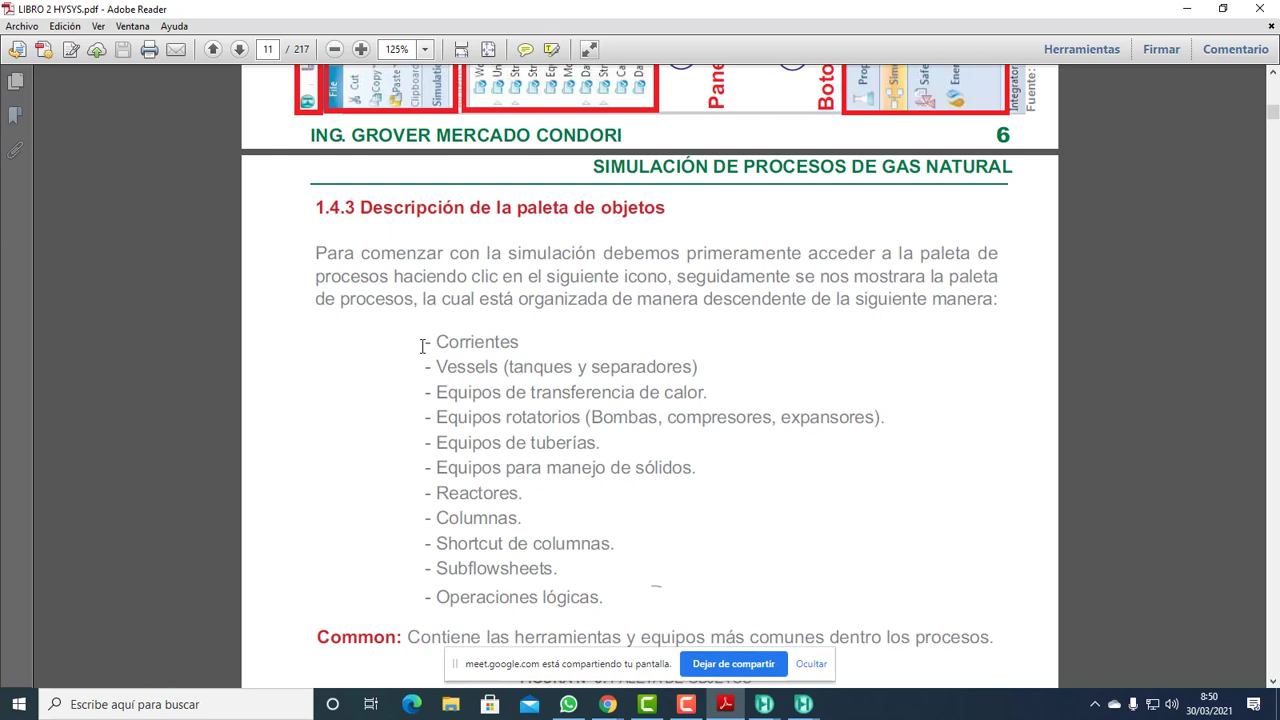 LIBRO 2 HYSYS.pdf - Adobe Reader
Archivo Edición Ver Ventana Ayuda
11 / 217 125% Herramientas Firmar Comentario
File
Cut
Copy
Paste
Clipboard
Integrator
Fuente:
ING. GROVER MERCADO CONDORI 6
SIMULACIÓN DE PROCESOS DE GAS NATURAL
1.4.3 Descripción de la paleta de objetos
Para comenzar con la simulación debemos primeramente acceder a la paleta de
procesos haciendo clic en el siguiente icono, seguidamente se nos mostrara la paleta
de procesos, la cual está organizada de manera descendente de la siguiente manera:
- Corrientes
- Vessels (tanques y separadores)
- Equipos de transferencia de calor.
- Equipos rotatorios (Bombas, compresores, expansores).
- Equipos de tuberías.
- Equipos para manejo de sólidos.
- Reactores.
- Columnas.
- Shortcut de columnas.
- Subflowsheets.
- Operaciones lógicas.
Common: Contiene las herramientas y equipos más comunes dentro los procesos.
meet.google.com está compartiendo tu pantalla. Dejar de compartir Ocultar
Escribe aquí para buscar
8:50
30/03/2021